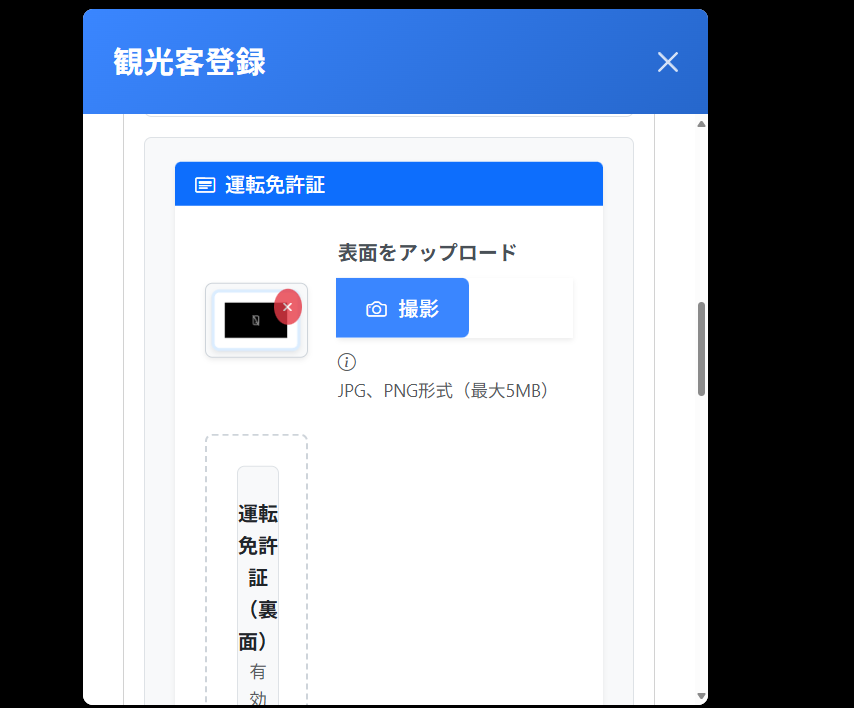 観光客登録
運転免許証
表面をアップロード
撮影
JPG、PNG形式（最大5MB）
運転
免許
証
（裏
面）
有
効